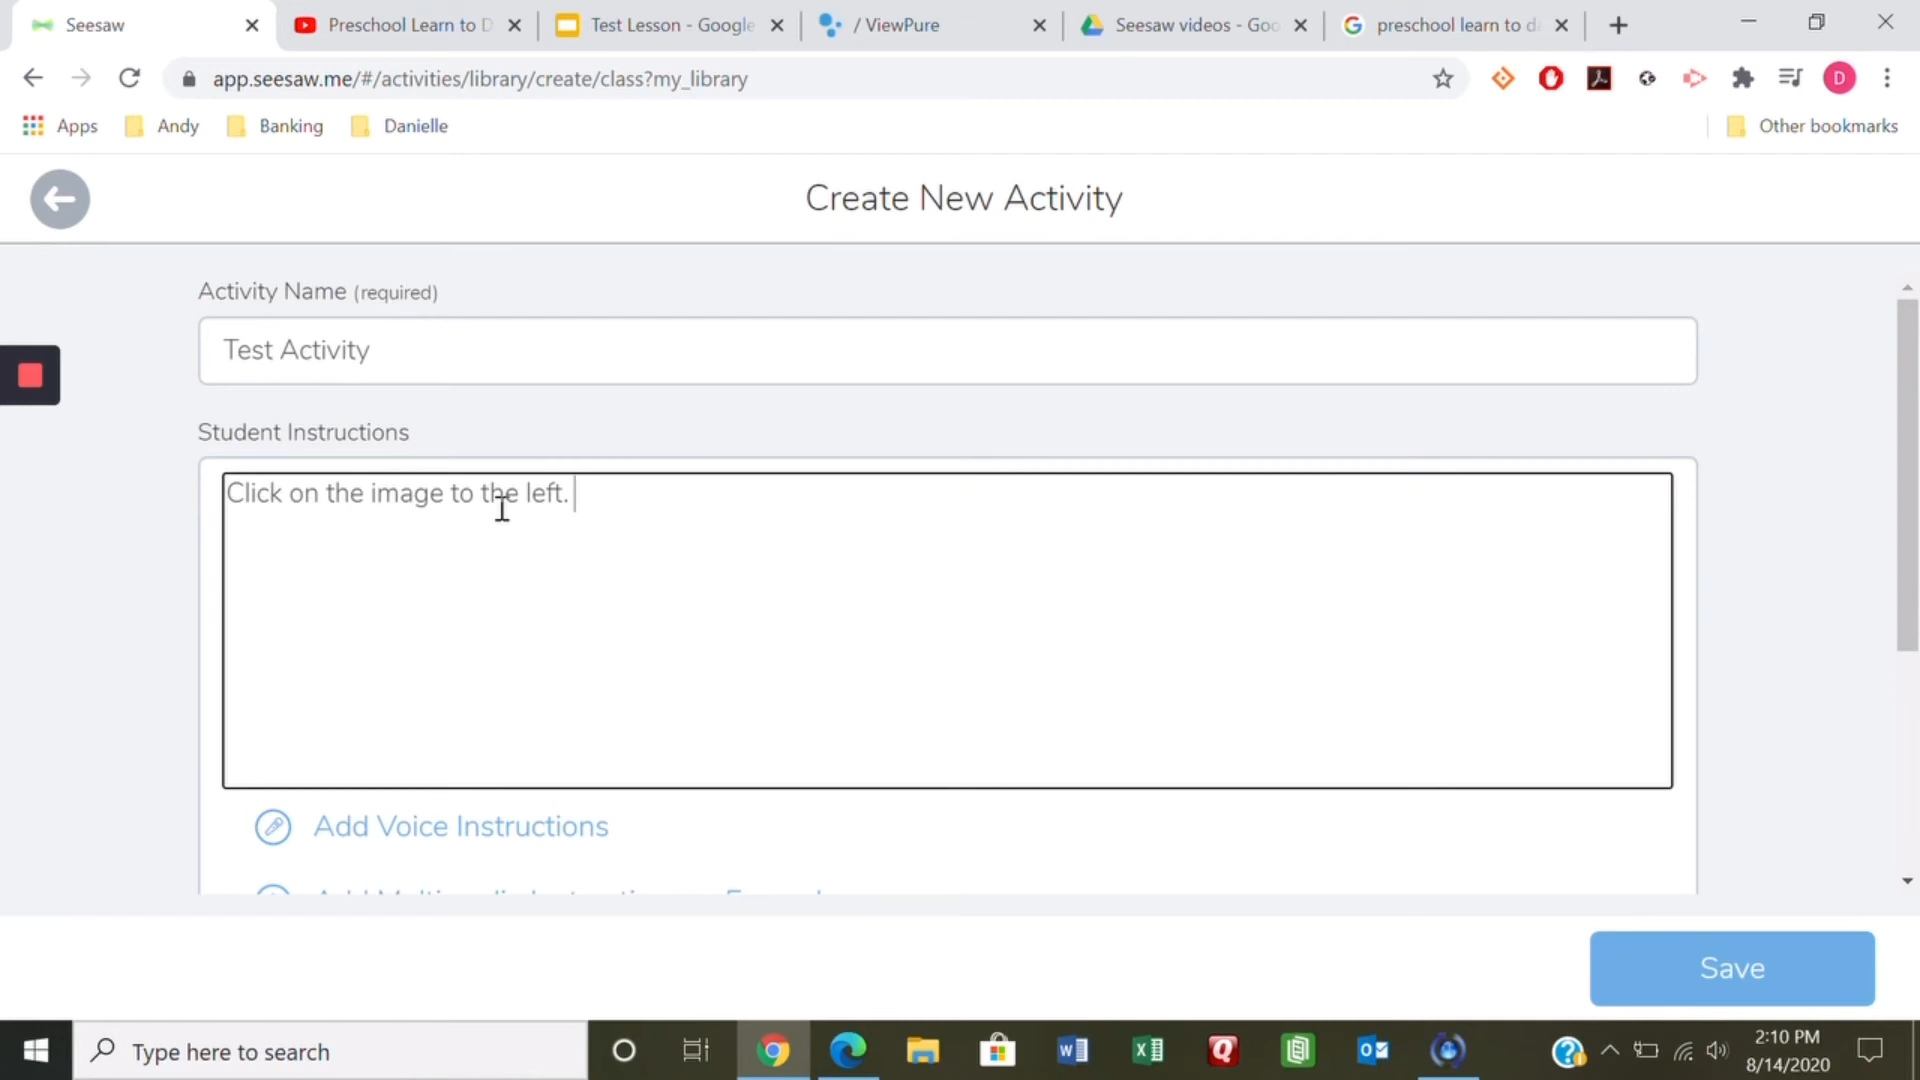 Seesaw
Preschool Learn to D
Test Lesson - Google
/ ViewPure
Seesaw videos - Goo
preschool learn to d
app.seesaw.me/#/activities/library/create/class?my_library
D
Apps
Andy
Banking
Danielle
Other bookmarks
Create New Activity
Activity Name (required)
Test Activity
Student Instructions
Click on the image to the left.
Add Voice Instructions
Save
Type here to search
2:10 PM
8/14/2020